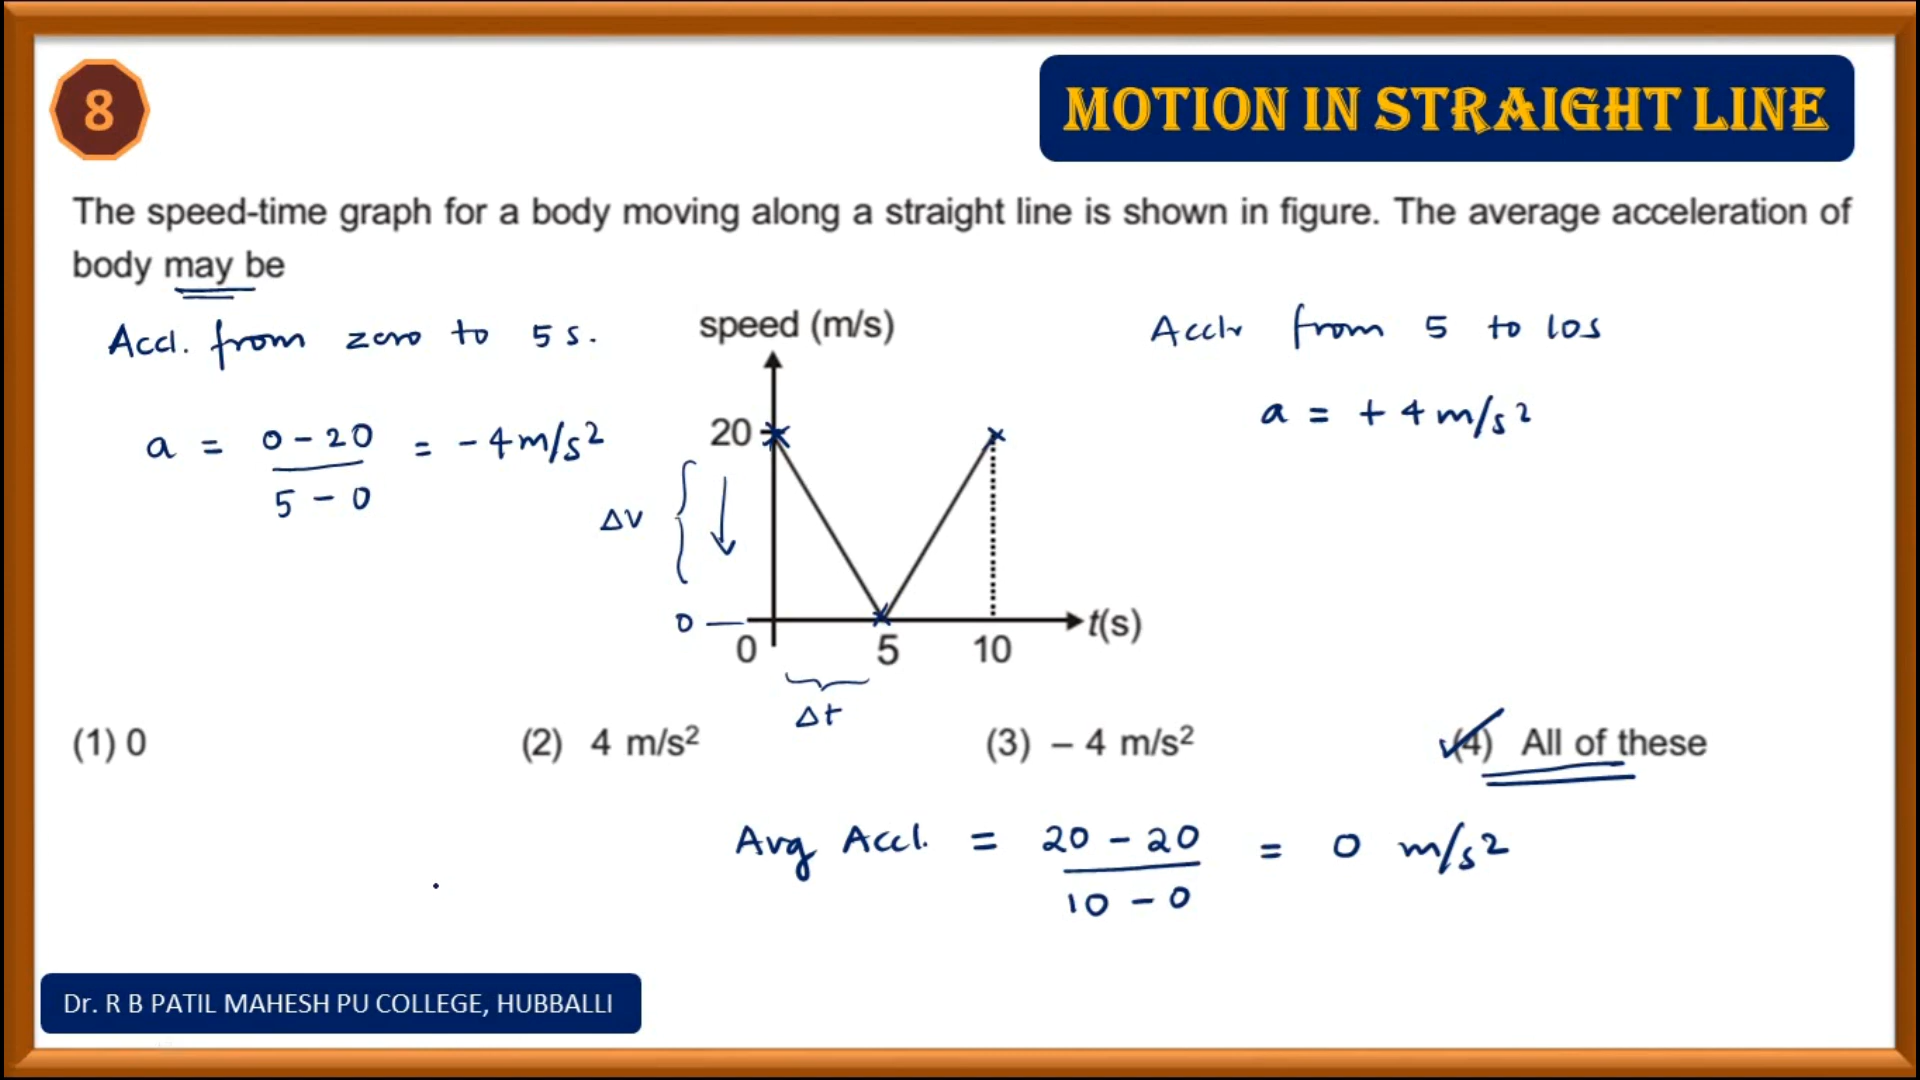 8
MOTION IN STRAIGHT LINE
The speed-time graph for a body moving along a straight line is shown in figure. The average acceleration of
body may be
Accl. from zero to 5 s.
speed (m/s)
Acclr from 5 to 10s
a = 0 - 20 / 5 - 0 = - 4 m/s²
20
a = + 4 m/s²
ΔV
0
t(s)
0
5
10
Δt
(1) 0
(2) 4 m/s²
(3) – 4 m/s²
(4) All of these
Avg Accl. = 20 - 20 / 10 - 0 = 0 m/s²
Dr. R B PATIL MAHESH PU COLLEGE, HUBBALLI